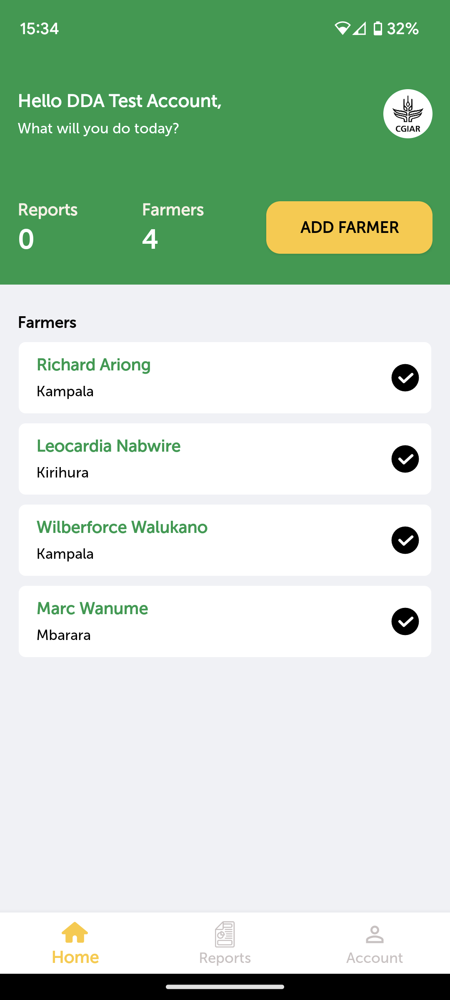 15:34 32%
Hello DDA Test Account,
What will you do today?
CGIAR
Reports Farmers
0 4
ADD FARMER
Farmers
Richard Ariong
Kampala
Leocardia Nabwire
Kirihura
Wilberforce Walukano
Kampala
Marc Wanume
Mbarara
Home Reports Account